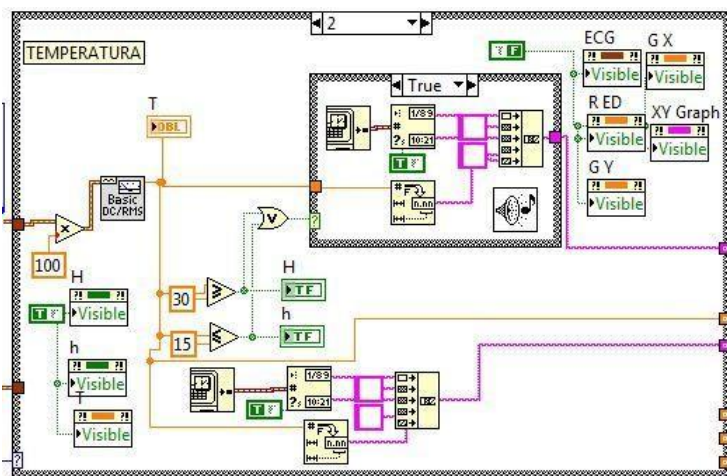 2
TEMPERATURA
ECG
G X
Visible
Visible
True
T
DBL
F
R ED
XY Graph
Visible
Visible
1/89
#
10:21
T
G Y
Visible
Basic
DC/RMS
#
n.nn
?
100
H
T
Visible
30
H
TF
15
h
TF
h
Visible
T
Visible
1/89
#
10:21
T
#
n.nn
?